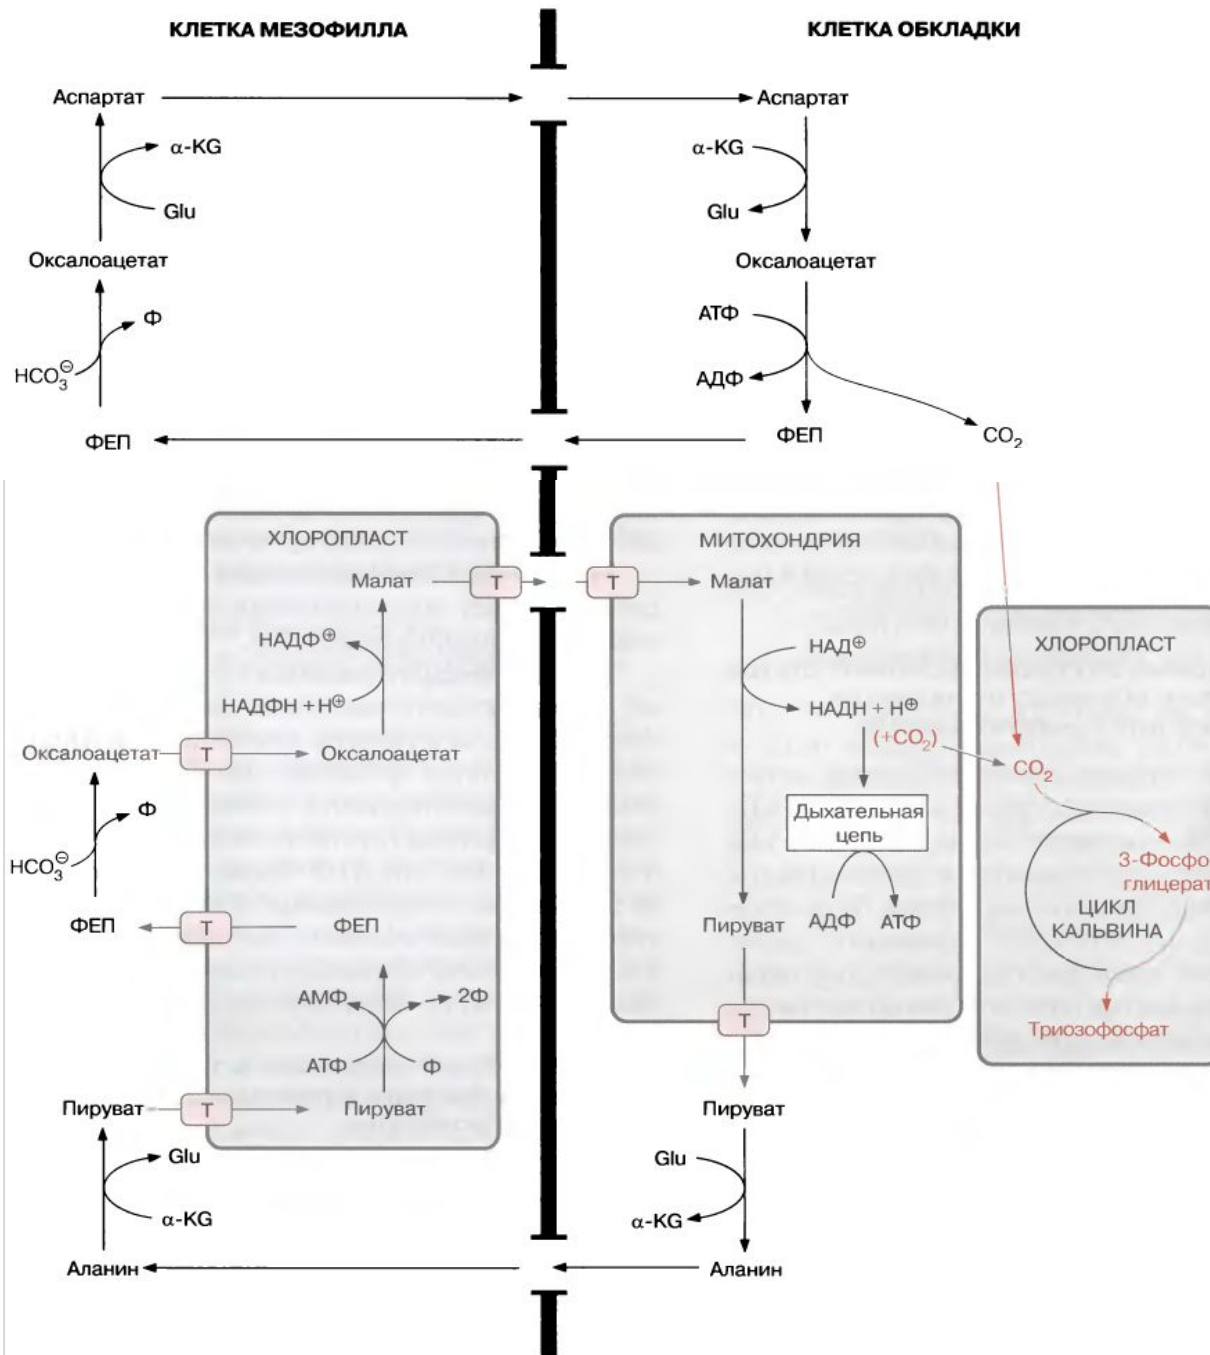 КЛЕТКА МЕЗОФИЛЛА
КЛЕТКА ОБКЛАДКИ
Аспартат
Аспартат
α-KG
α-KG
Glu
Glu
Оксалоацетат
Оксалоацетат
Ф
АТФ
HCO₃⊖
АДФ
ФЕП
ФЕП
CO₂
ХЛОРОПЛАСТ
МИТОХОНДРИЯ
Малат
Т
Т
Малат
НАДФ⊕
НАД⊕
ХЛОРОПЛАСТ
НАДФН + Н⊕
НАДН + Н⊕
(+CO₂)
Оксалоацетат
Т
Оксалоацетат
CO₂
Ф
Дыхательная
цепь
HCO₃⊖
3-Фосфо
глицерат
ФЕП
Т
ФЕП
Пируват
АДФ
АТФ
ЦИКЛ
КАЛЬВИНА
АМФ
2Ф
Т
Триозофосфат
АТФ
Ф
Пируват
Т
Пируват
Пируват
Glu
Glu
α-KG
α-KG
Аланин
Аланин